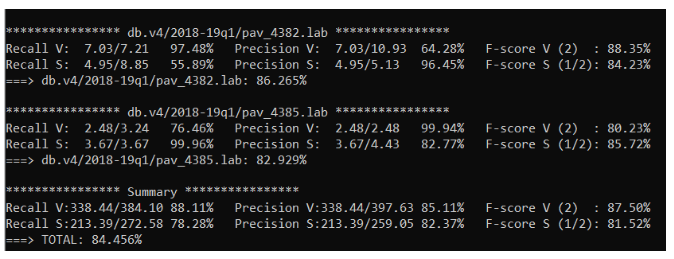 **************** db.v4/2018-19q1/pav_4382.lab ****************
Recall V:  7.03/7.21  97.48%   Precision V:  7.03/10.93  64.28%   F-score V (2)  : 88.35%
Recall S:  4.95/8.85  55.89%   Precision S:  4.95/5.13  96.45%   F-score S (1/2): 84.23%
===> db.v4/2018-19q1/pav_4382.lab: 86.265%
**************** db.v4/2018-19q1/pav_4385.lab ****************
Recall V:  2.48/3.24  76.46%   Precision V:  2.48/2.48  99.94%   F-score V (2)  : 80.23%
Recall S:  3.67/3.67  99.96%   Precision S:  3.67/4.43  82.77%   F-score S (1/2): 85.72%
===> db.v4/2018-19q1/pav_4385.lab: 82.929%
**************** Summary ****************
Recall V:338.44/384.10 88.11%   Precision V:338.44/397.63 85.11%   F-score V (2)  : 87.50%
Recall S:213.39/272.58 78.28%   Precision S:213.39/259.05 82.37%   F-score S (1/2): 81.52%
===> TOTAL: 84.456%